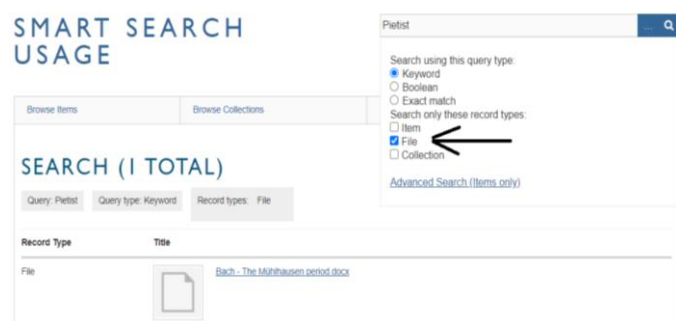 SMART SEARCH
USAGE
Pietist
...
Search using this query type:
Keyword
Boolean
Exact match
Search only these record types:
Item
File
Collection
Advanced Search (Items only)
Browse Items
Browse Collections
SEARCH (1 TOTAL)
Query: Pietist
Query type: Keyword
Record types: File
Record Type
Title
File
Bach - The Mühlhausen period.docx